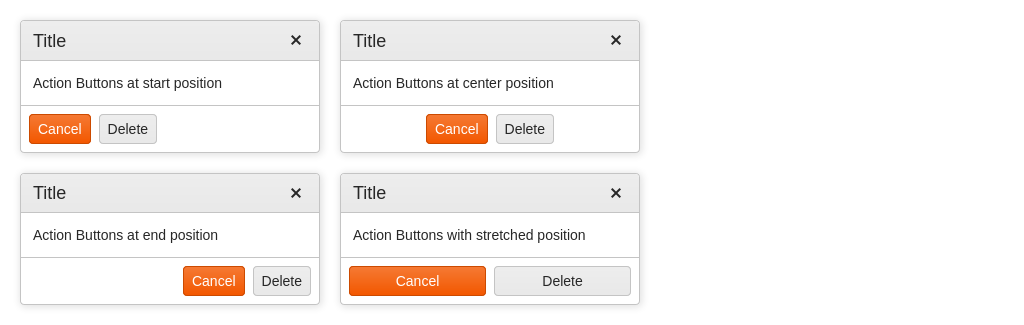 Title ✕
Action Buttons at start position
Cancel Delete
Title ✕
Action Buttons at center position
Cancel Delete
Title ✕
Action Buttons at end position
Cancel Delete
Title ✕
Action Buttons with stretched position
Cancel Delete